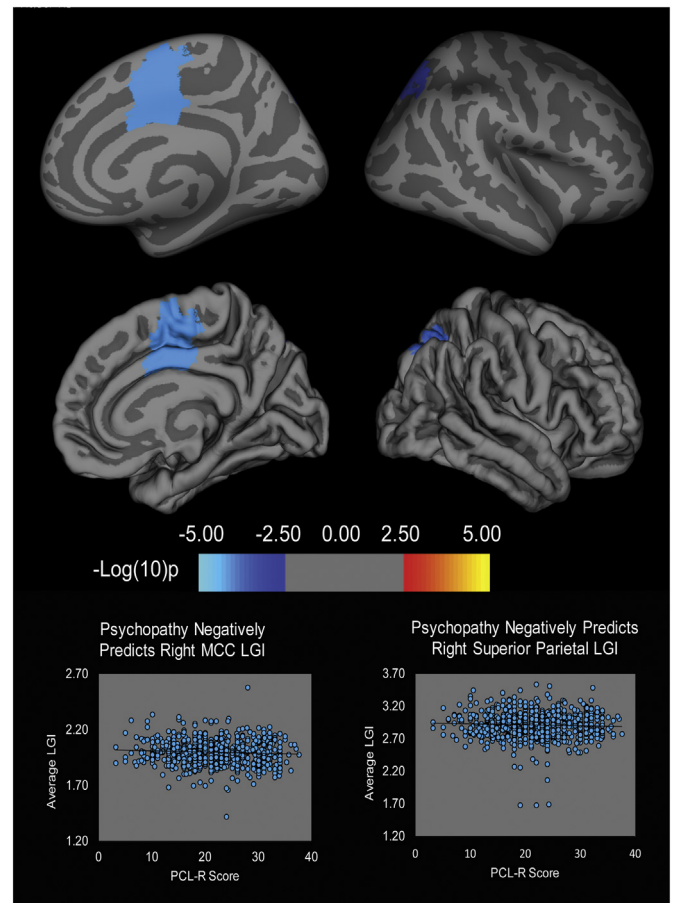 -5.00 -2.50 0.00 2.50 5.00
-Log(10)p
Psychopathy Negatively
Predicts Right MCC LGI
2.70
2.20
1.70
1.20
Average LGI
0 10 20 30 40
PCL-R Score
Psychopathy Negatively Predicts
Right Superior Parietal LGI
3.70
3.20
2.70
2.20
1.70
1.20
Average LGI
0 10 20 30 40
PCL-R Score